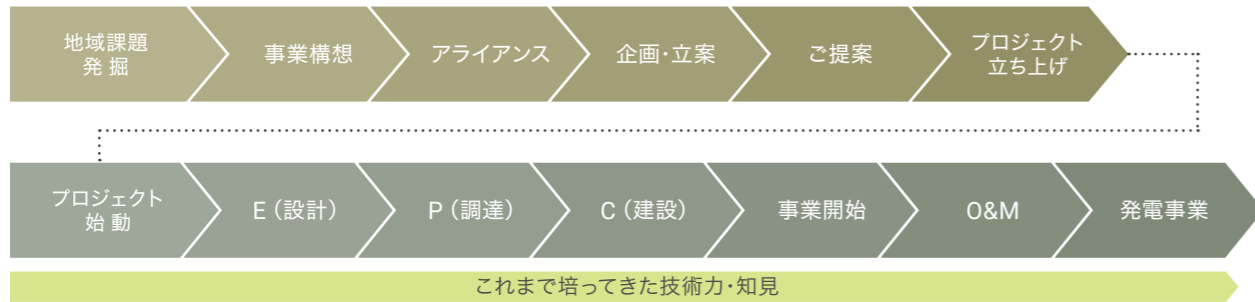 地域課題
発 掘
事業構想
アライアンス
企画・立案
ご提案
プロジェクト
立ち上げ
プロジェクト
始 動
E（設計）
P（調達）
C（建設）
事業開始
O&M
発電事業
これまで培ってきた技術力・知見